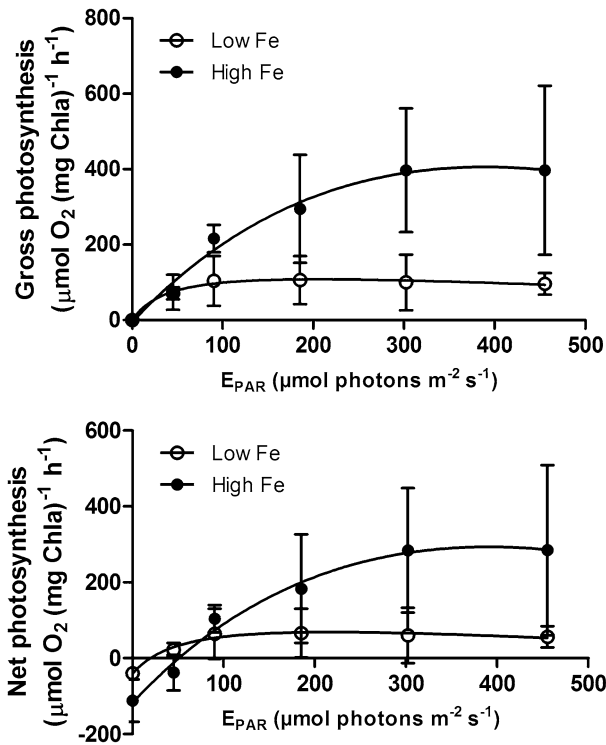 Gross photosynthesis
(μmol O₂ (mg Chla)⁻¹ h⁻¹)
800
600
400
200
0
Low Fe
High Fe
0 100 200 300 400 500
E_PAR (μmol photons m⁻² s⁻¹)
Net photosynthesis
(μmol O₂ (mg Chla)⁻¹ h⁻¹)
600
400
200
0
-200
Low Fe
High Fe
100 200 300 400 500
E_PAR (μmol photons m⁻² s⁻¹)